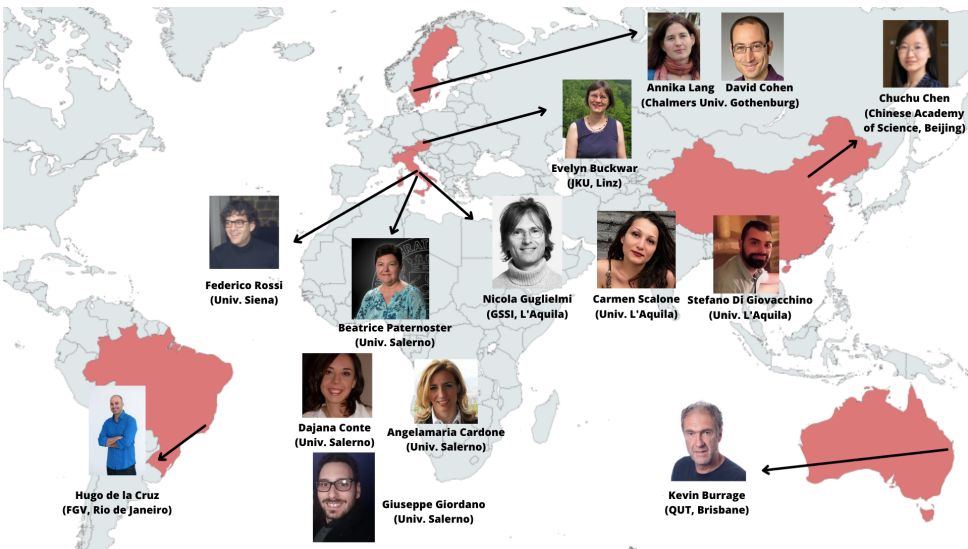 Annika Lang
David Cohen
(Chalmers Univ. Gothenburg)
Chuchu Chen
(Chinese Academy
of Science, Beijing)
Evelyn Buckwar
(JKU, Linz)
Federico Rossi
(Univ. Siena)
Beatrice Paternoster
(Univ. Salerno)
Nicola Guglielmi
(GSSI, L'Aquila)
Carmen Scalone
(Univ. L'Aquila)
Stefano Di Giovacchino
(Univ. L'Aquila)
Dajana Conte
(Univ. Salerno)
Angelamaria Cardone
(Univ. Salerno)
Hugo de la Cruz
(FGV, Rio de Janeiro)
Giuseppe Giordano
(Univ. Salerno)
Kevin Burrage
(QUT, Brisbane)